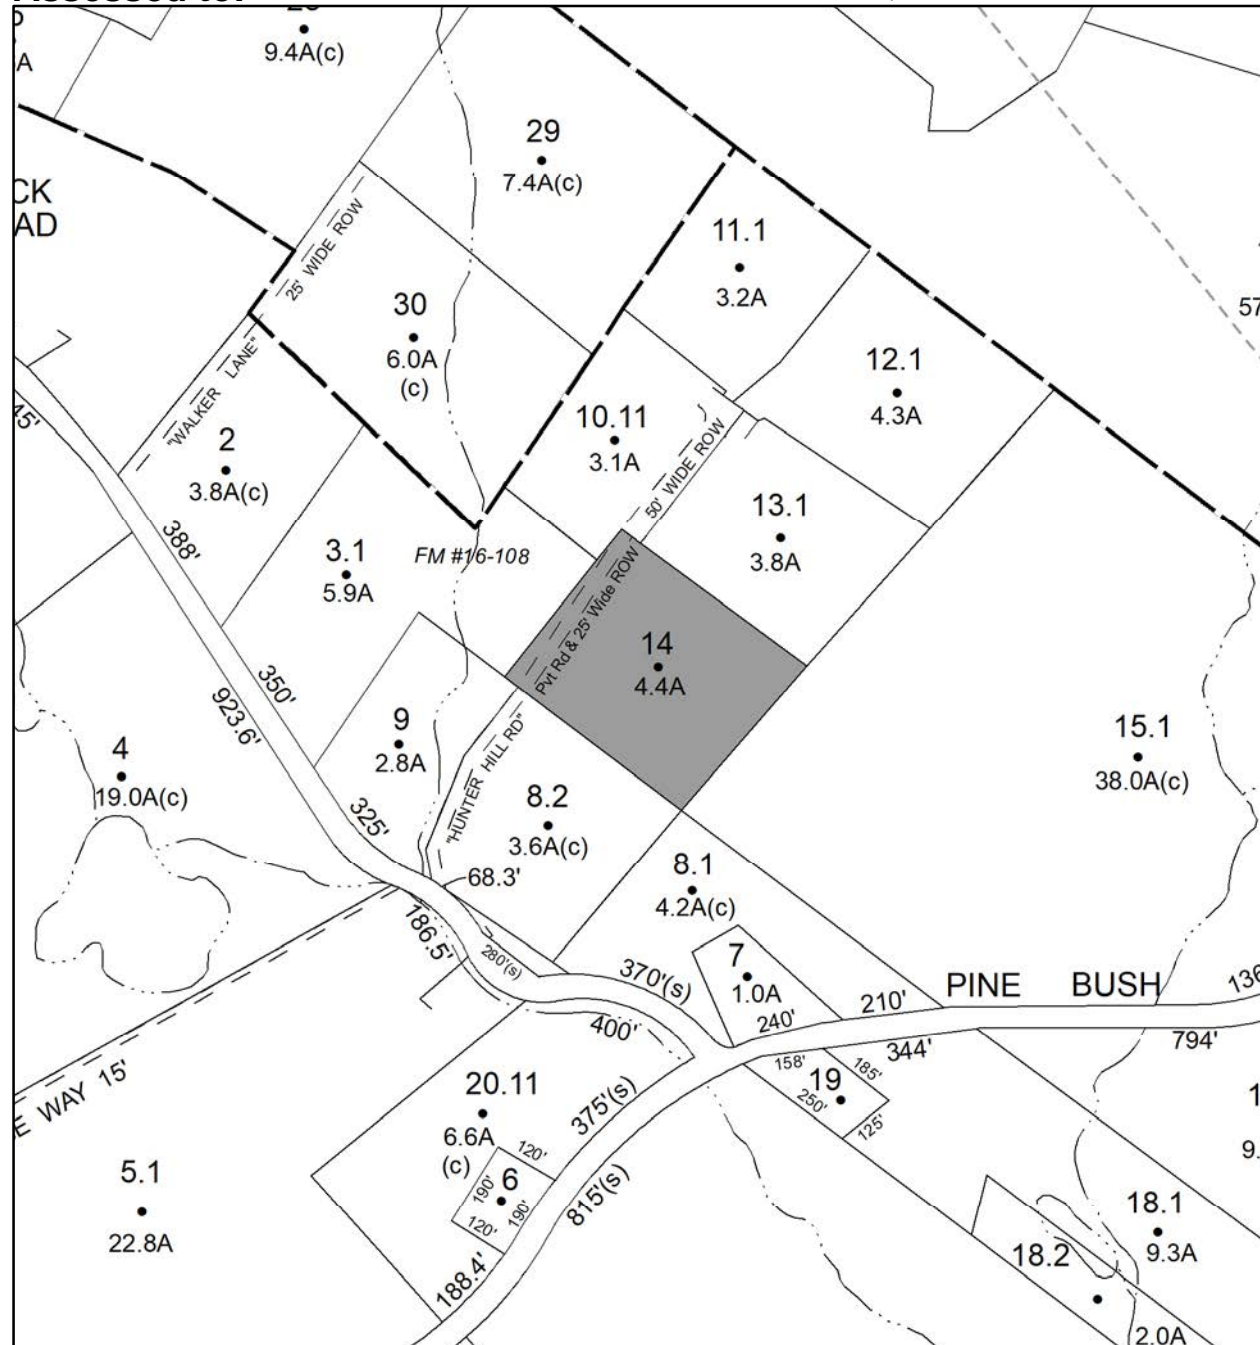 9.4A(c)
29
7.4A(c)
CK
AD
11.1
3.2A
25' WIDE ROW
57
30
6.0A
(c)
12.1
4.3A
"WALKER LANE"
45'
10.11
3.1A
2
3.8A(c)
50' WIDE ROW
13.1
3.8A
388'
3.1
5.9A
FM #16-108
Pvt Rd & 25' Wide ROW
14
4.4A
350'
923.6'
9
2.8A
"HUNTER HILL RD"
15.1
38.0A(c)
4
19.0A(c)
325'
8.2
3.6A(c)
68.3'
8.1
4.2A(c)
186.5'
280'(s)
370'(s)
7
1.0A
240'
210'
PINE BUSH
136
400'
344'
794'
158'
185'
19
250'
125'
20.11
6.6A
(c)
375'(s)
120'
190'
6
190'
120'
815'(s)
188.4'
E WAY 15'
5.1
22.8A
1
9.
18.1
9.3A
18.2
2.0A